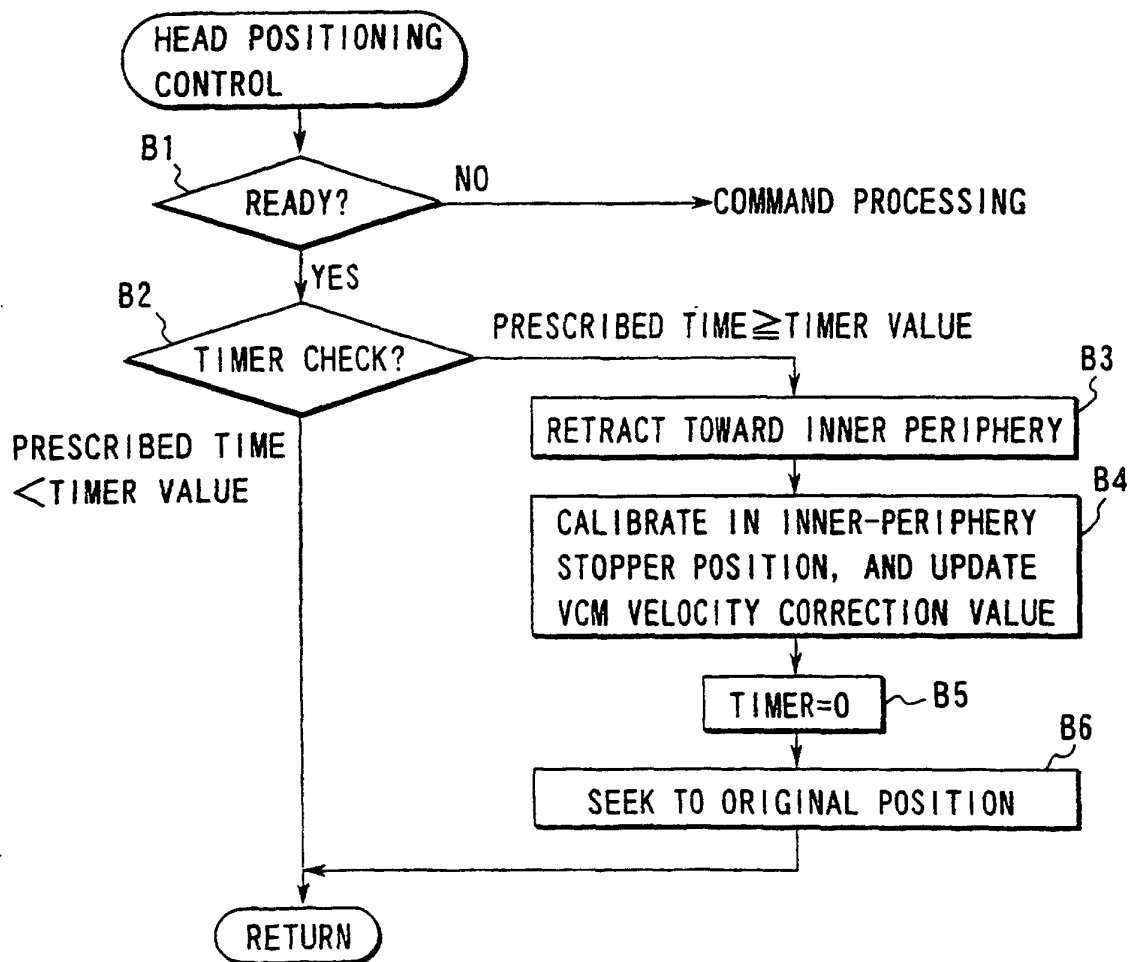 HEAD POSITIONING
CONTROL
B1
READY?
NO
COMMAND PROCESSING
YES
B2
TIMER CHECK?
PRESCRIBED TIME≧TIMER VALUE
PRESCRIBED TIME
<TIMER VALUE
B3
RETRACT TOWARD INNER PERIPHERY
B4
CALIBRATE IN INNER-PERIPHERY
STOPPER POSITION, AND UPDATE
VCM VELOCITY CORRECTION VALUE
TIMER=0
B5
B6
SEEK TO ORIGINAL POSITION
RETURN